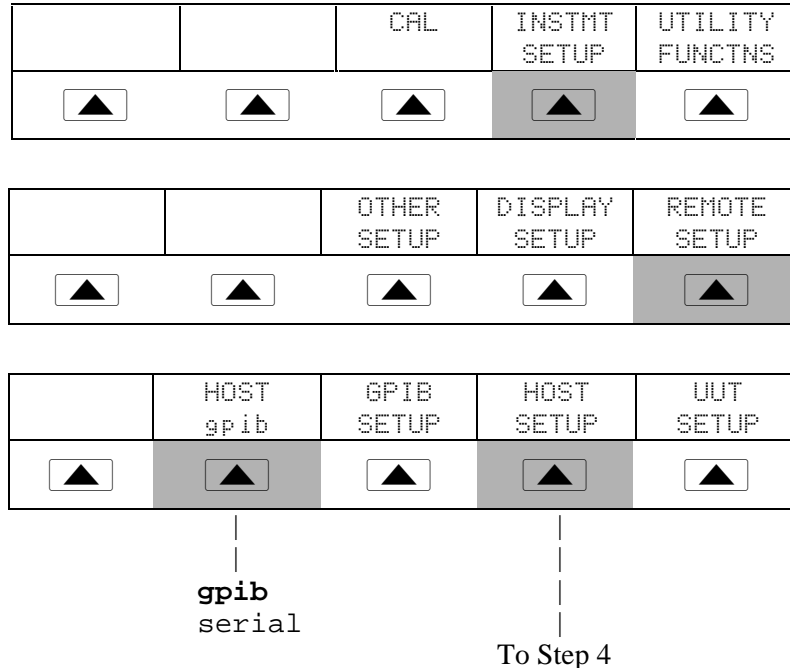 CAL INSTMT UTILITY
SETUP FUNCTNS
OTHER DISPLAY REMOTE
SETUP SETUP SETUP
HOST GPIB HOST UUT
gpib SETUP SETUP SETUP
gpib
serial
To Step 4